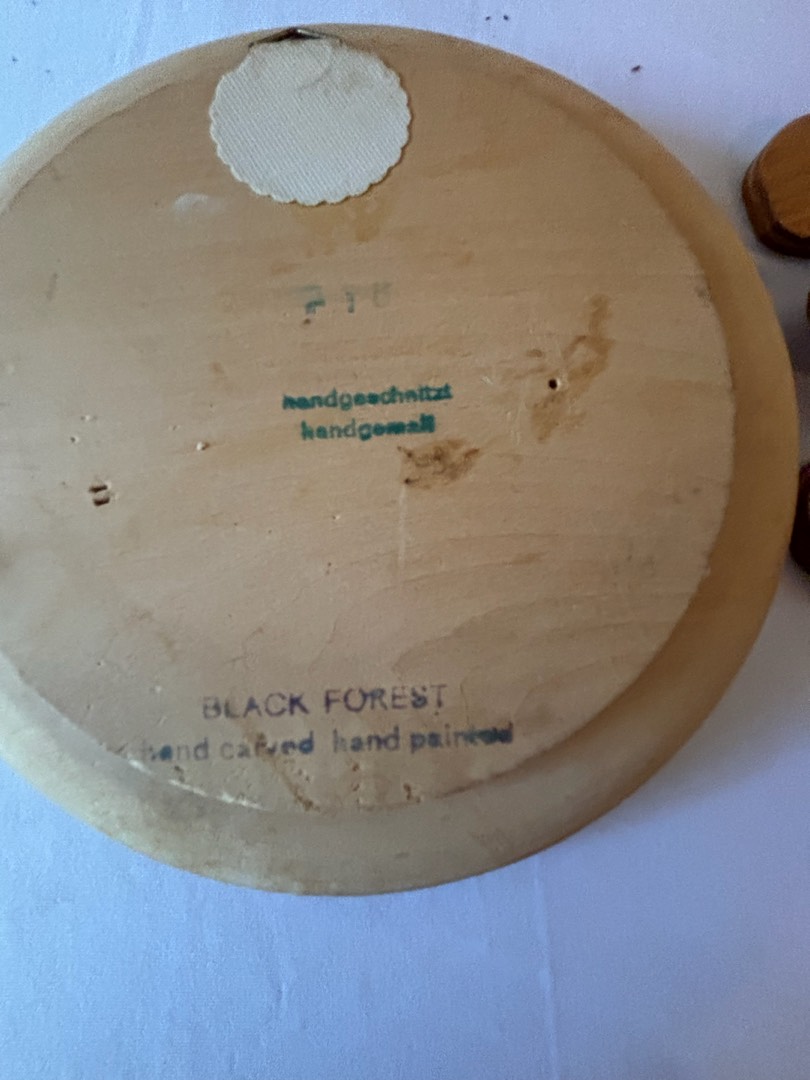 handgeschnitzt
handgemalt
BLACK FOREST
hand carved hand painted